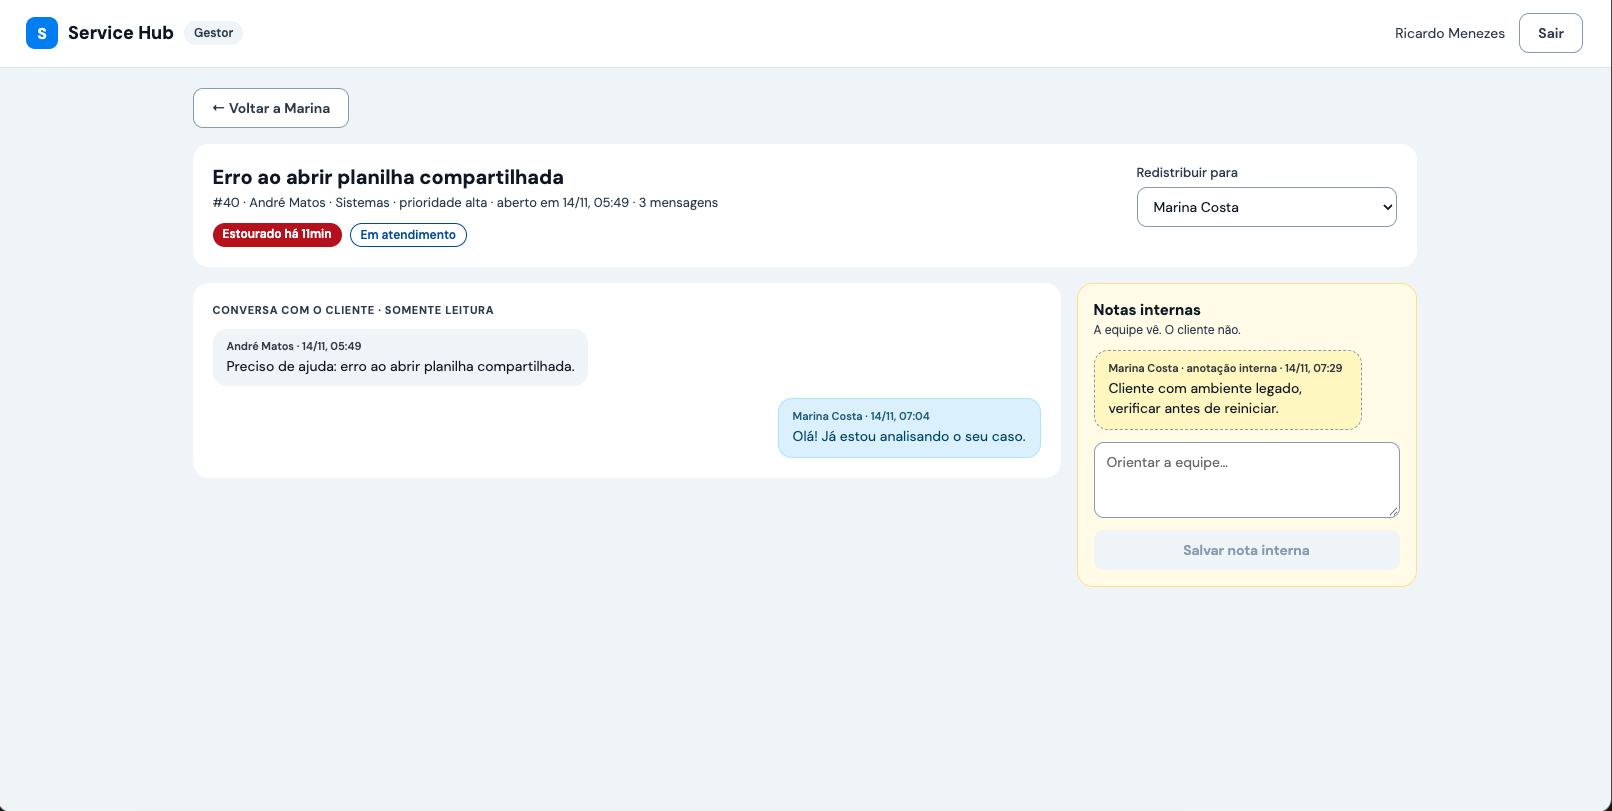 S Service Hub Gestor
Ricardo Menezes
Sair
← Voltar a Marina
Erro ao abrir planilha compartilhada
#40 · André Matos · Sistemas · prioridade alta · aberto em 14/11, 05:49 · 3 mensagens
Estourado há 11min
Em atendimento
Redistribuir para
Marina Costa
CONVERSA COM O CLIENTE · SOMENTE LEITURA
André Matos · 14/11, 05:49
Preciso de ajuda: erro ao abrir planilha compartilhada.
Marina Costa · 14/11, 07:04
Olá! Já estou analisando o seu caso.
Notas internas
A equipe vê. O cliente não.
Marina Costa · anotação interna · 14/11, 07:29
Cliente com ambiente legado,
verificar antes de reiniciar.
Orientar a equipe…
Salvar nota interna